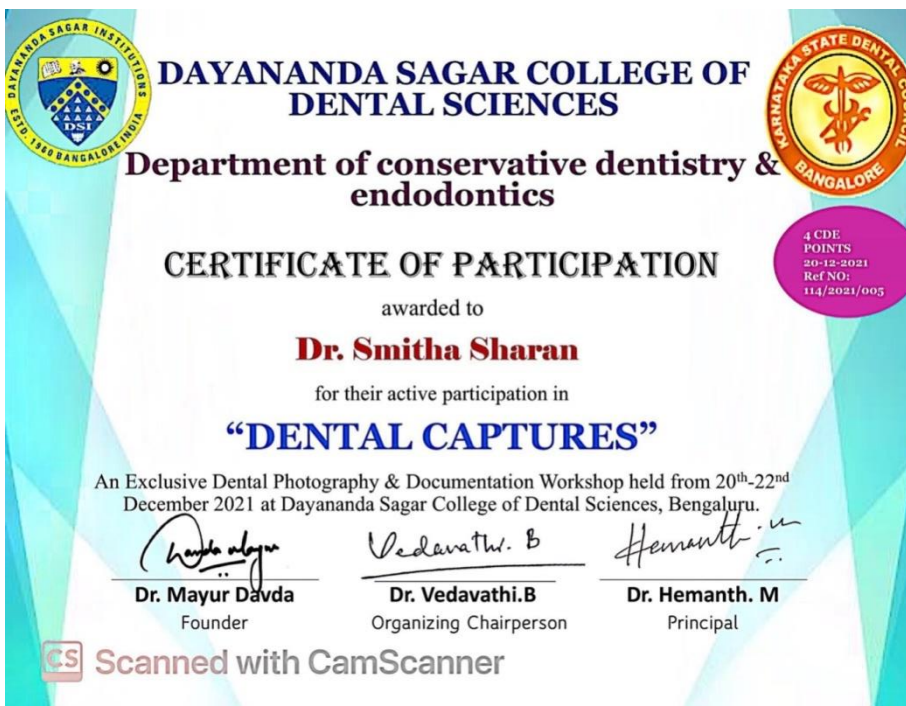 DAYANANDA SAGAR INSTITUTIONS
DSI
ESTD. 1960 BANGALORE INDIA
KARNATAKA STATE DENTAL COUNCIL
BANGALORE
DAYANANDA SAGAR COLLEGE OF
DENTAL SCIENCES
Department of conservative dentistry &
endodontics
4 CDE
POINTS
20-12-2021
Ref NO:
114/2021/005
CERTIFICATE OF PARTICIPATION
awarded to
Dr. Smitha Sharan
for their active participation in
“DENTAL CAPTURES”
An Exclusive Dental Photography & Documentation Workshop held from 20th-22nd
December 2021 at Dayananda Sagar College of Dental Sciences, Bengaluru.
Vedavathi. B
Hemanth. M
Dr. Mayur Davda
Dr. Vedavathi.B
Dr. Hemanth. M
Founder
Organizing Chairperson
Principal
CS Scanned with CamScanner